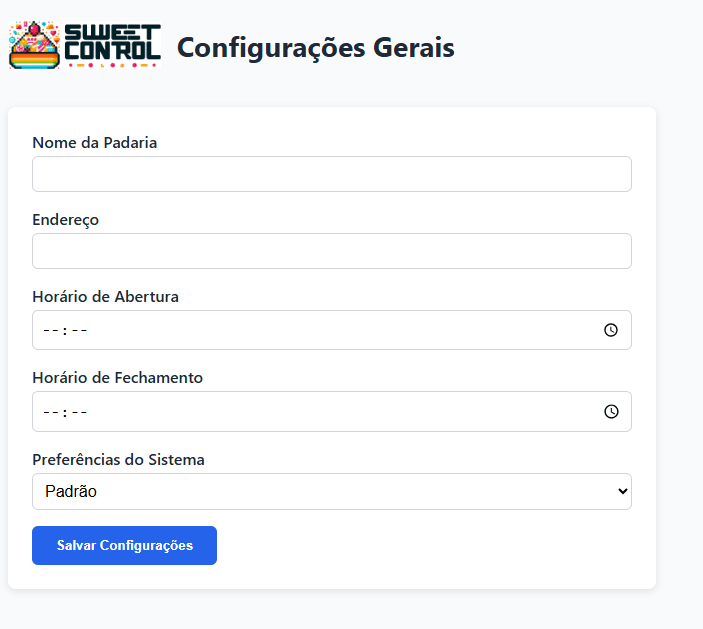 SWEET
CONTROL
Configurações Gerais
Nome da Padaria
Endereço
Horário de Abertura
--:--
Horário de Fechamento
--:--
Preferências do Sistema
Padrão
Salvar Configurações